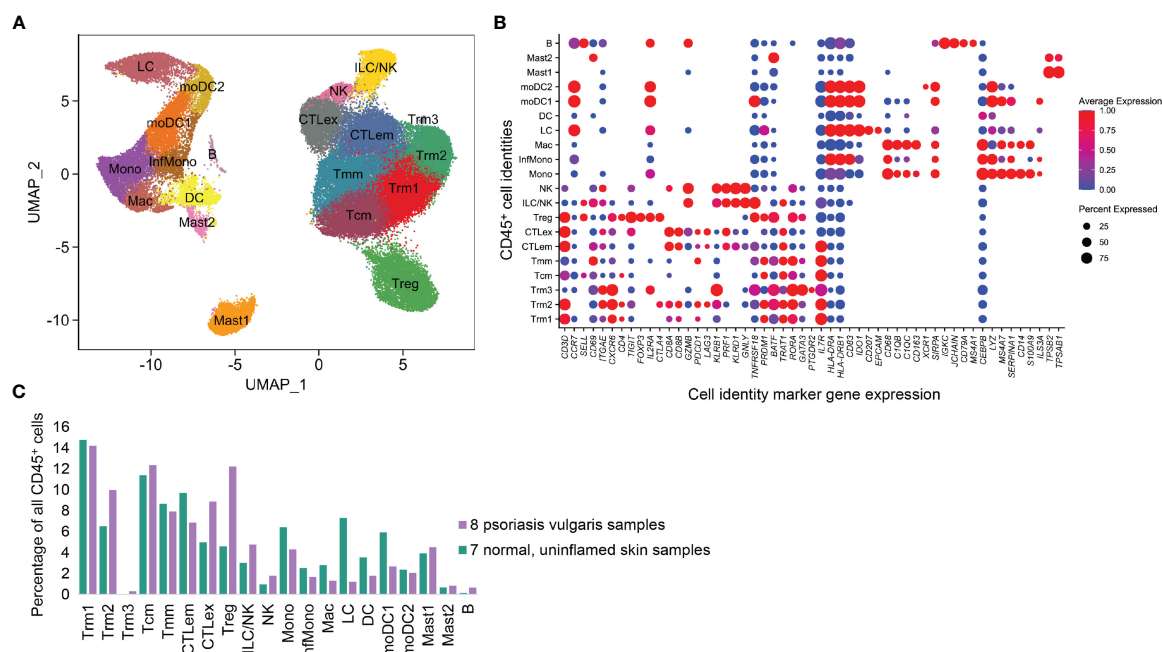 A
LC
moDC2
moDC1
InfMono
Mono
Mac
DC
Mast2
B
Mast1
ILC/NK
NK
CTLex
CTLem
Trm3
Trm2
Tmm
Trm1
Tcm
Treg
5
0
-5
-10
-10
-5
0
5
UMAP_2
UMAP_1
B
B
Mast2
Mast1
moDC2
moDC1
DC
LC
Mac
InfMono
Mono
NK
ILC/NK
Treg
CTLex
CTLem
Tmm
Tcm
Trm3
Trm2
Trm1
CD45+ cell identities
CD3D
CCR7
SELL
CD69
ITGAE
CXCR6
CD4
TIGIT
FOXP3
IL2RA
CTLA4
CD8A
CD8B
GZMB
PDCD1
LAG3
KLRB1
PRF1
KLRD1
GNLY
TNFRSF18
PRDM1
BATF
TRAT1
RORA
GATA3
PTGDR2
IL7R
HLA-DRA
HLA-DRB1
CD83
IDO1
CD207
EPCAM
CD68
C1QB
C1QC
CD163
XCR1
SIRPA
IGKC
JCHAIN
CD79A
MS4A1
CEBPB
LYZ
MS4A7
SERPINA1
CD14
S100A9
IL3RA
TPSB2
TPSAB1
Cell identity marker gene expression
Average Expression
1.00
0.75
0.50
0.25
0.00
Percent Expressed
25
50
75
C
Percentage of all CD45+ cells
16
14
12
10
8
6
4
2
0
Trm1
Trm2
Trm3
Tcm
Tmm
CTLem
CTLex
Treg
ILC/NK
NK
Mono
InfMono
Mac
LC
DC
moDC1
moDC2
Mast1
Mast2
B
8 psoriasis vulgaris samples
7 normal, uninflamed skin samples